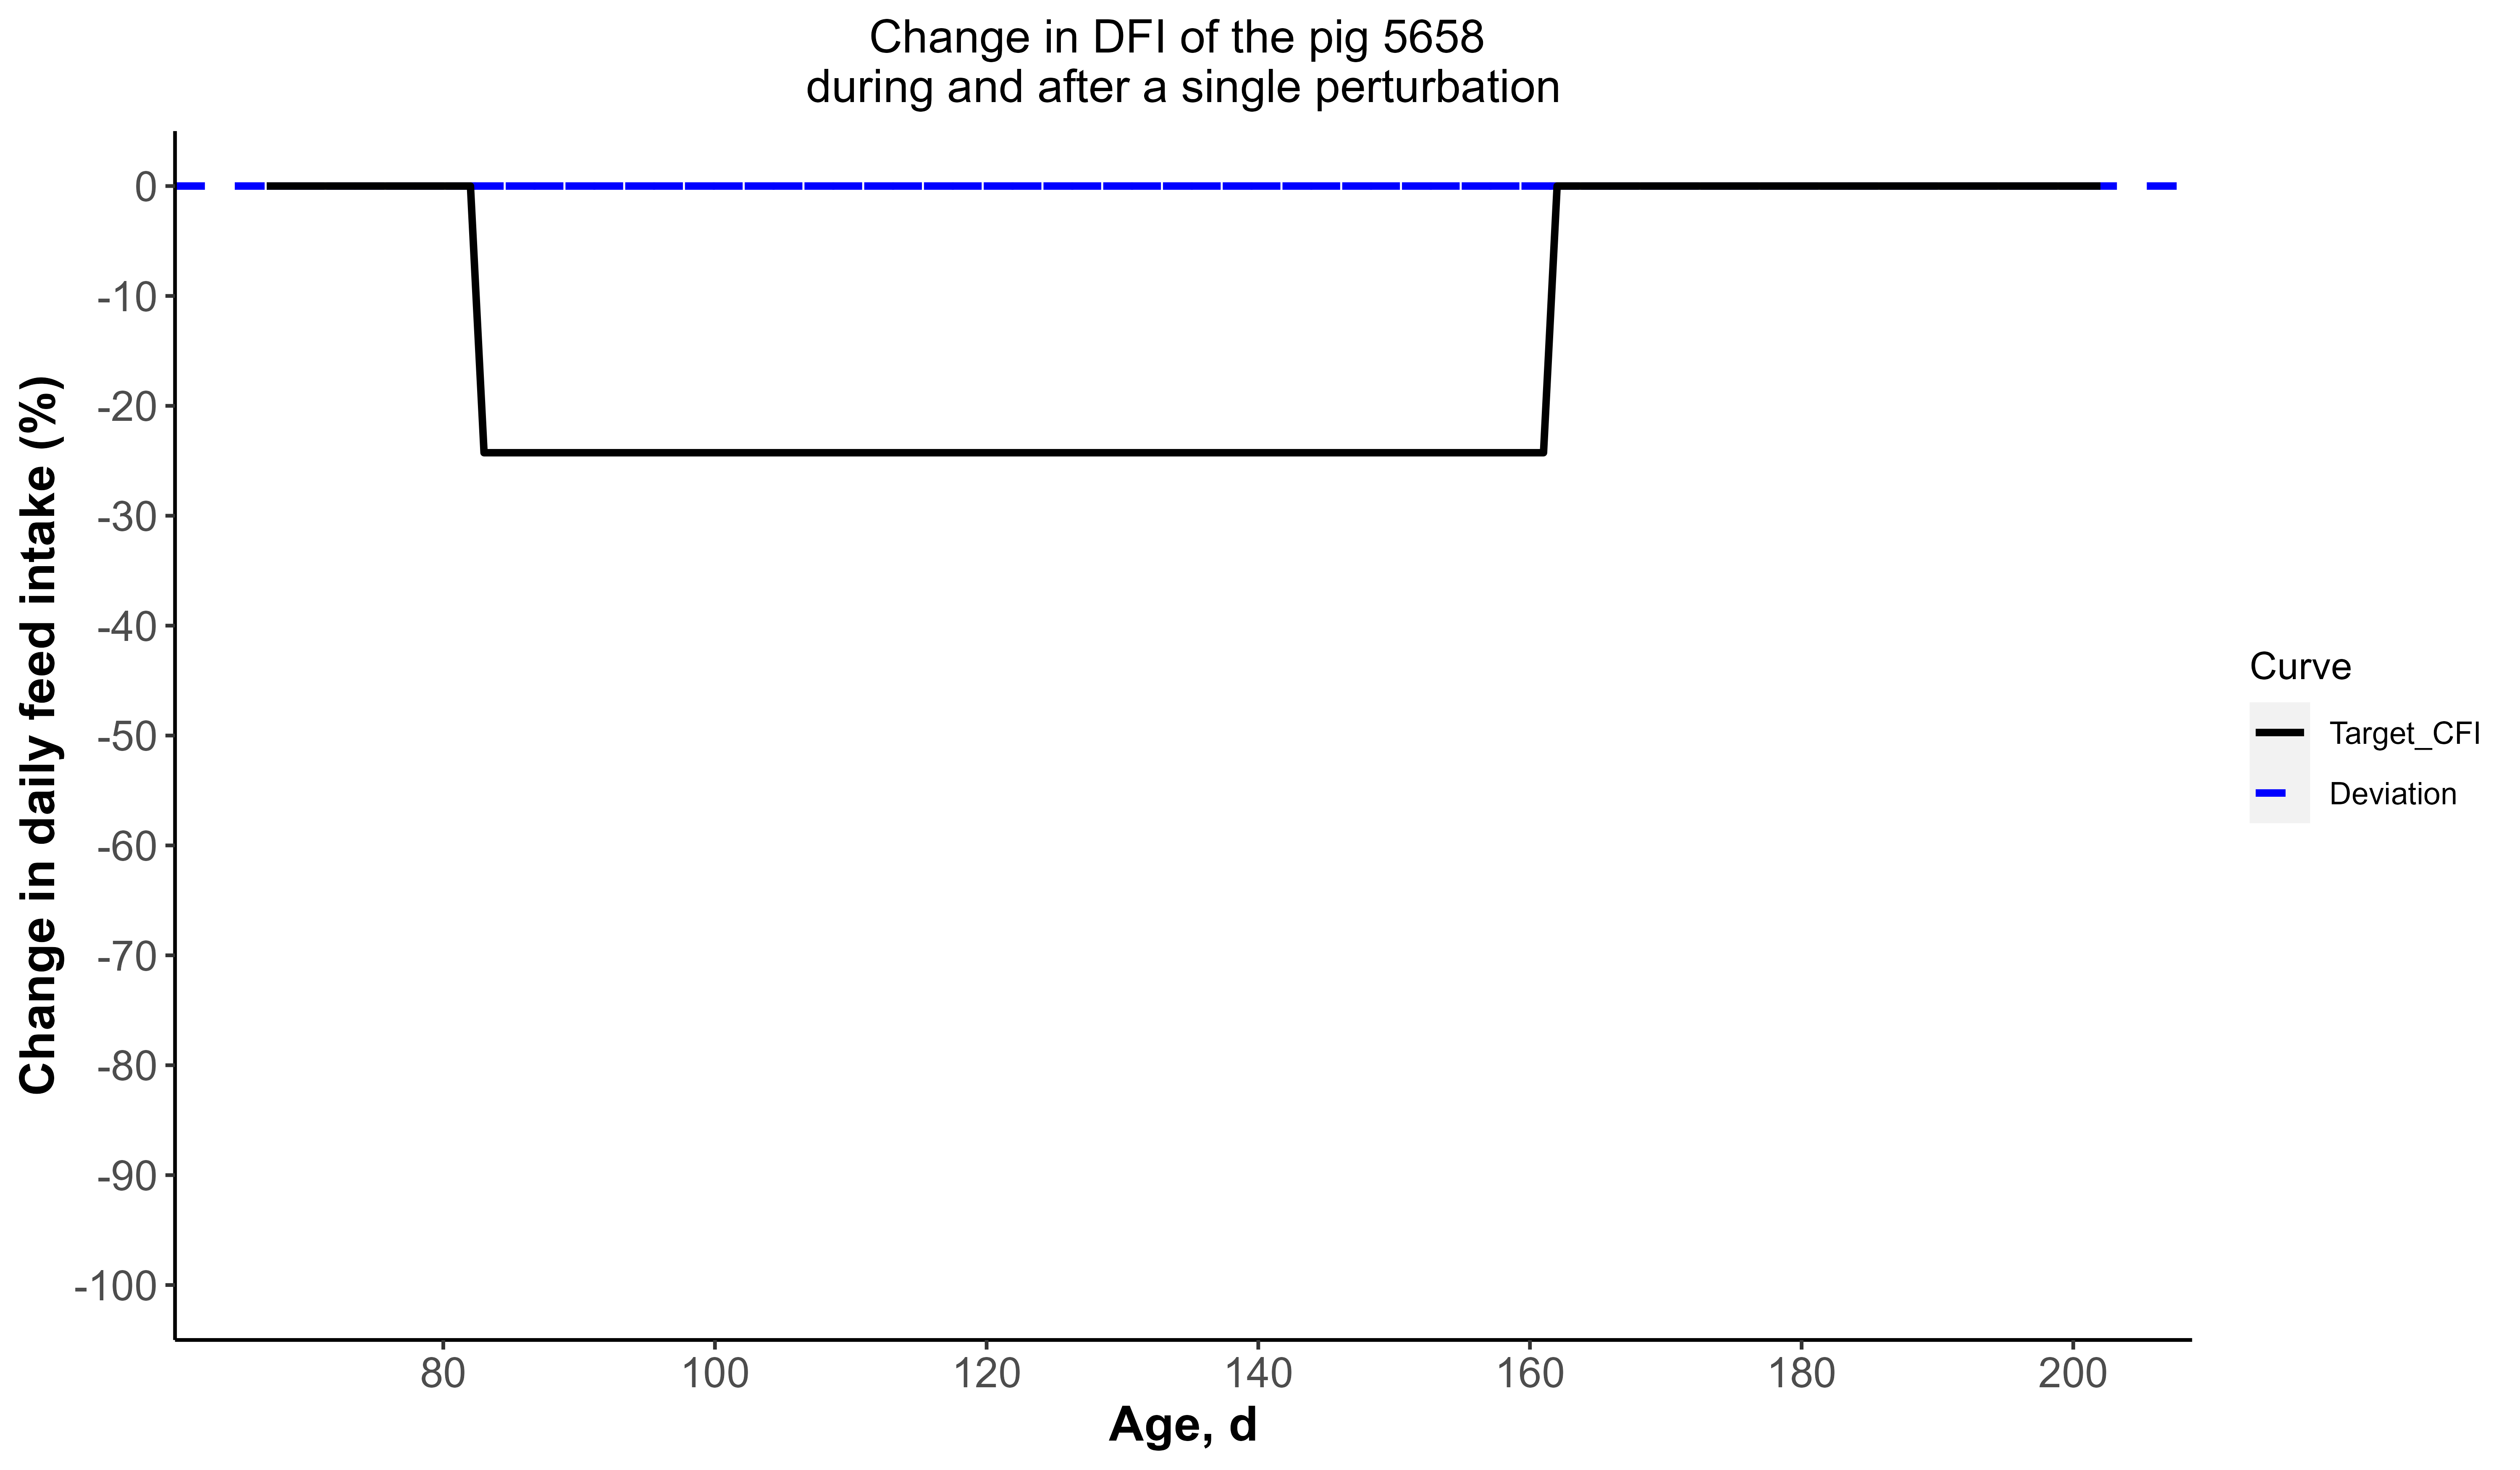 Change in DFI of the pig 5658
during and after a single perturbation
Change in daily feed intake (%)
0
-10
-20
-30
-40
-50
-60
-70
-80
-90
-100
80
100
120
140
160
180
200
Age, d
Curve
Target_CFI
Deviation